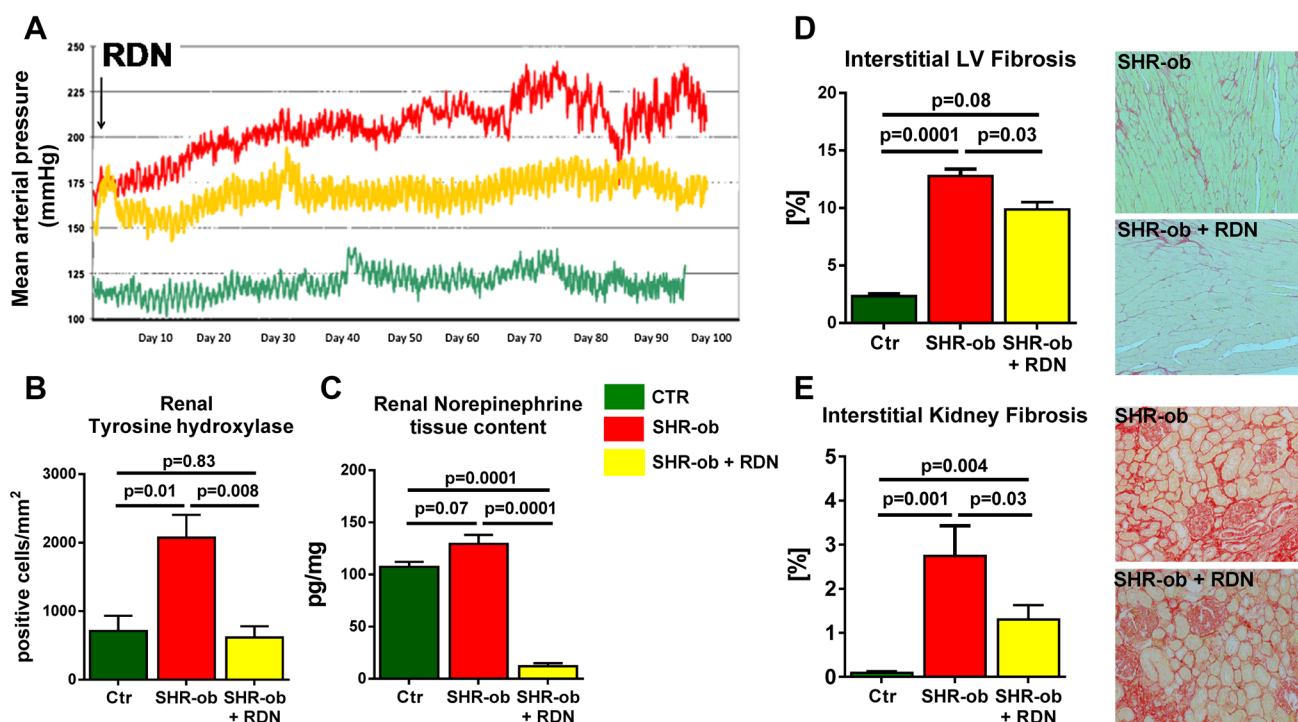 A
RDN
Mean arterial pressure
(mmHg)
250
225
200
175
150
125
100
Day 10
Day 20
Day 30
Day 40
Day 50
Day 60
Day 70
Day 80
Day 90
Day 100
B
Renal
Tyrosine hydroxylase
positive cells/mm²
3000
2000
1000
0
p=0.83
p=0.01
p=0.008
Ctr
SHR-ob
SHR-ob
+ RDN
C
Renal Norepinephrine
tissue content
pg/mg
200
150
100
50
0
p=0.0001
p=0.07
p=0.0001
Ctr
SHR-ob
SHR-ob
+ RDN
CTR
SHR-ob
SHR-ob + RDN
D
Interstitial LV Fibrosis
[%]
20
15
10
5
0
p=0.08
p=0.0001
p=0.03
Ctr
SHR-ob
SHR-ob
+ RDN
SHR-ob
SHR-ob + RDN
E
Interstitial Kidney Fibrosis
[%]
5
4
3
2
1
0
p=0.004
p=0.001
p=0.03
Ctr
SHR-ob
SHR-ob
+ RDN
SHR-ob
SHR-ob + RDN